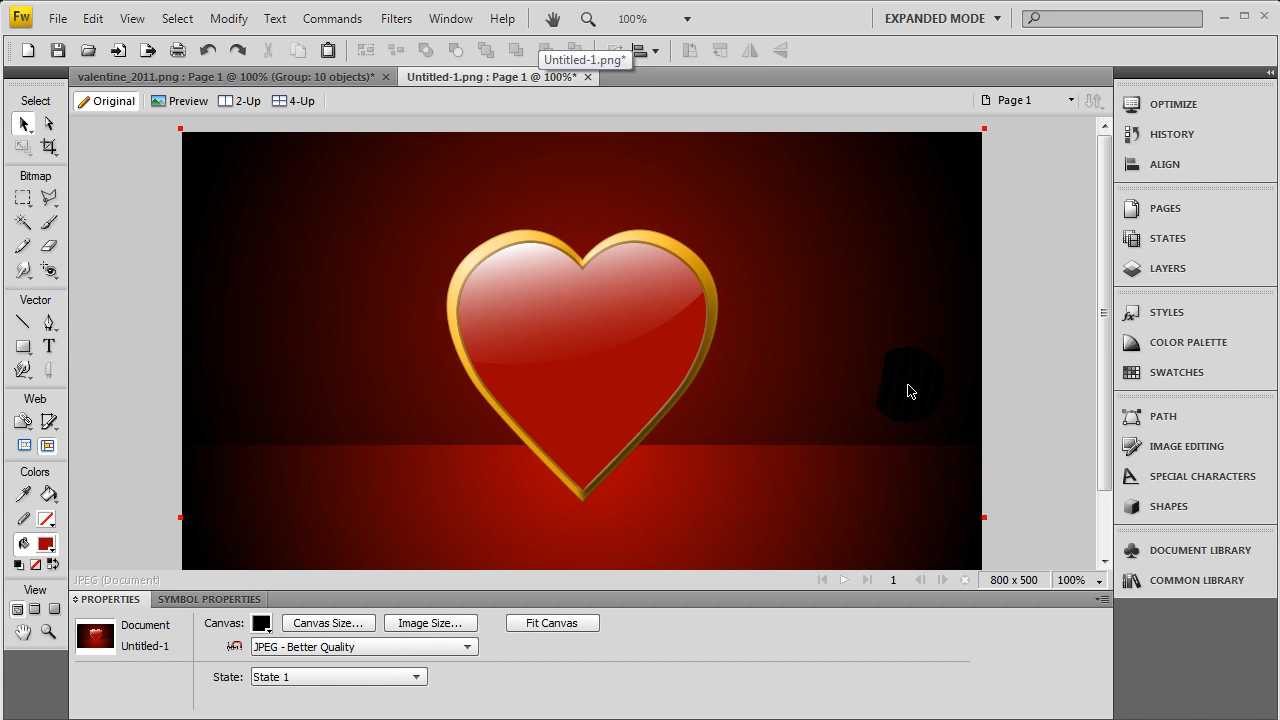 Fw File Edit View Select Modify Text Commands Filters Window Help 100% EXPANDED MODE
Untitled-1.png*
valentine_2011.png : Page 1 @ 100% (Group: 10 objects)* Untitled-1.png : Page 1 @ 100%*
Original Preview 2-Up 4-Up Page 1
Select
Bitmap
Vector
T
Web
Colors
View
OPTIMIZE
HISTORY
ALIGN
PAGES
STATES
LAYERS
STYLES
COLOR PALETTE
SWATCHES
PATH
IMAGE EDITING
SPECIAL CHARACTERS
SHAPES
DOCUMENT LIBRARY
COMMON LIBRARY
JPEG (Document) 1 800 x 500 100%
PROPERTIES SYMBOL PROPERTIES
Document Canvas: Canvas Size... Image Size... Fit Canvas
Untitled-1 JPEG - Better Quality
State: State 1